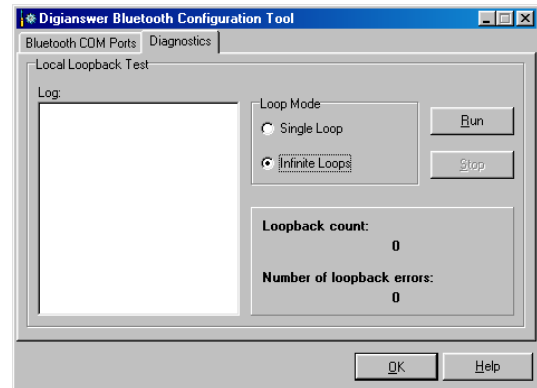 Digianswer Bluetooth Configuration Tool
Bluetooth COM Ports Diagnostics
Local Loopback Test
Log:
Loop Mode
Single Loop
Infinite Loops
Run
Stop
Loopback count:
0
Number of loopback errors:
0
OK Help